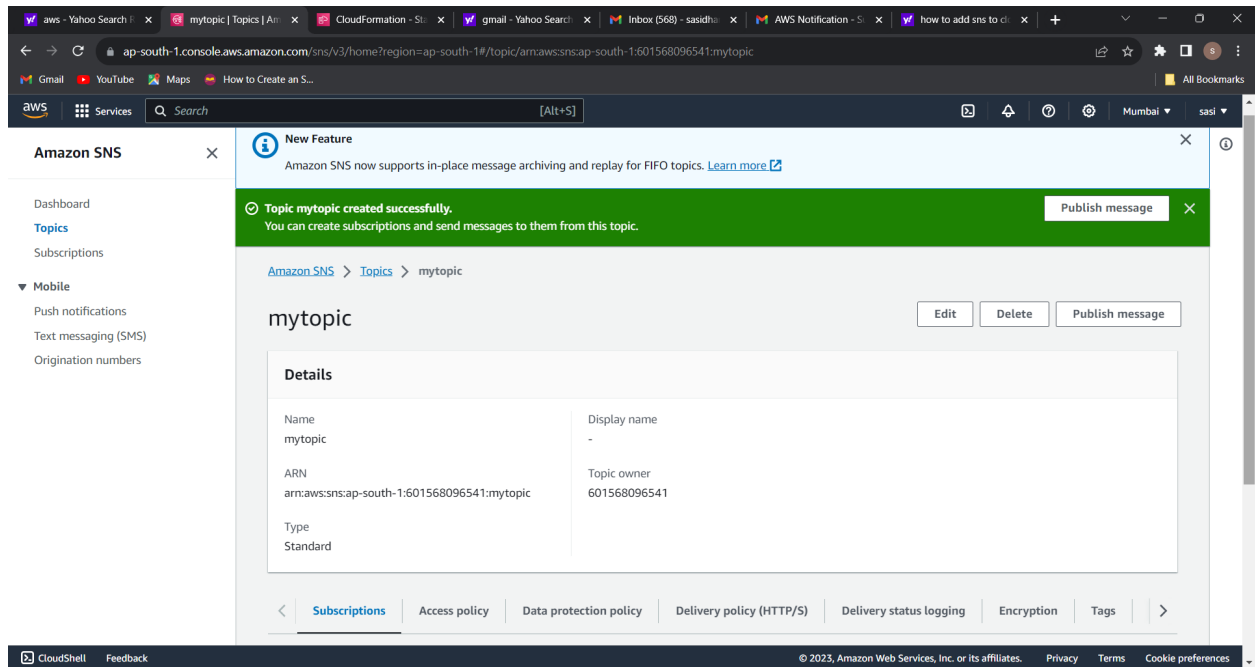 aws - Yahoo Search R
mytopic | Topics | Am
CloudFormation - Sta
gmail - Yahoo Search
Inbox (568) - sasidha
AWS Notification - S
how to add sns to clo
ap-south-1.console.aws.amazon.com/sns/v3/home?region=ap-south-1#/topic/arn:aws:sns:ap-south-1:601568096541:mytopic
s
Gmail YouTube Maps How to Create an S... All Bookmarks
aws Services Search [Alt+S] Mumbai ▼ sasi ▼
Amazon SNS
Dashboard
Topics
Subscriptions
Mobile
Push notifications
Text messaging (SMS)
Origination numbers
New Feature
Amazon SNS now supports in-place message archiving and replay for FIFO topics. Learn more
Topic mytopic created successfully.
You can create subscriptions and send messages to them from this topic.
Publish message
Amazon SNS > Topics > mytopic
mytopic
Edit Delete Publish message
Details
Name
mytopic
ARN
arn:aws:sns:ap-south-1:601568096541:mytopic
Type
Standard
Display name
-
Topic owner
601568096541
Subscriptions Access policy Data protection policy Delivery policy (HTTP/S) Delivery status logging Encryption Tags
CloudShell Feedback © 2023, Amazon Web Services, Inc. or its affiliates. Privacy Terms Cookie preferences